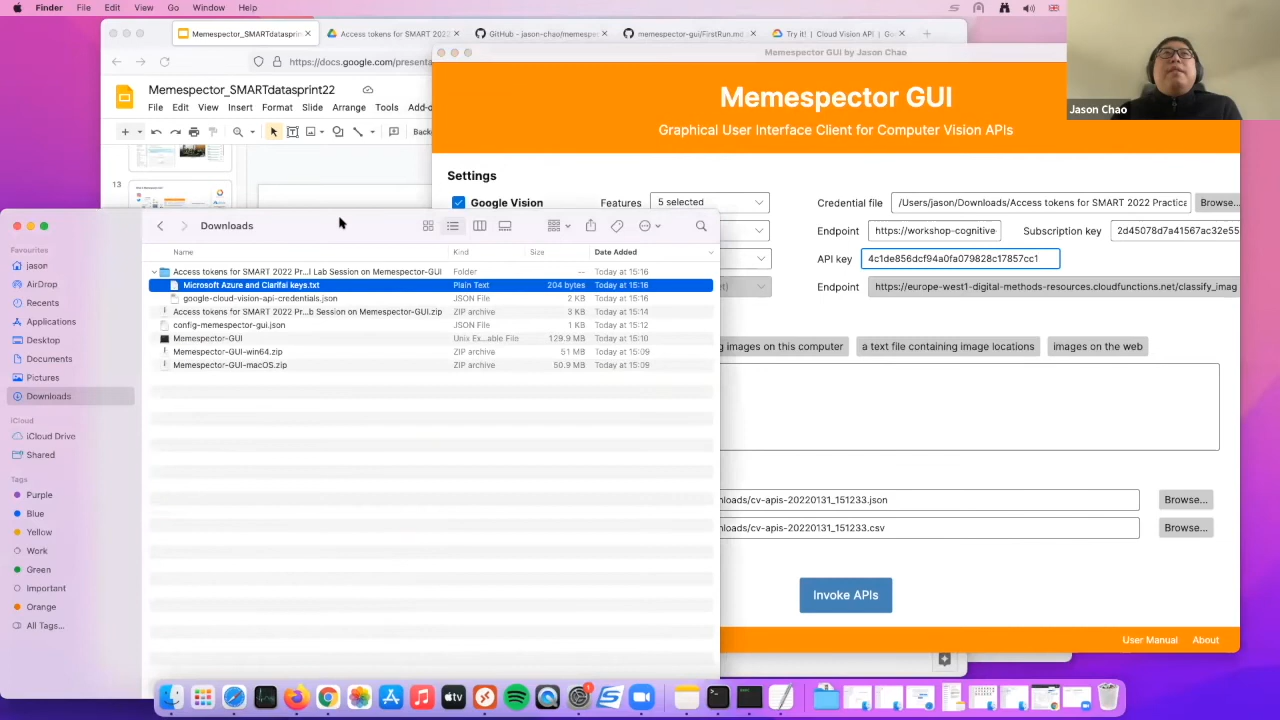 Finder File Edit View Go Window Help
Memespector_SMARTdatasprint Access tokens for SMART 2022 GitHub - jason-chao/memespec memespector-gui/FirstRun.md Try it! | Cloud Vision API | Goo
https://docs.google.com/presenta
Memespector GUI by Jason Chao
Memespector_SMARTdatasprint22
File Edit View Insert Format Slide Arrange Tools Add-o
Backg
13
Jason Chao
Memespector GUI
Graphical User Interface Client for Computer Vision APIs
Settings
Google Vision Features 5 selected Credential file /Users/jason/Downloads/Access tokens for SMART 2022 Practica Browse...
Endpoint https://workshop-cognitive Subscription key 2d45078d7a41567ac32e55
API key 4c1de856dcf94a0fa079828c17857cc1
Endpoint https://europe-west1-digital-methods-resources.cloudfunctions.net/classify_imag
g images on this computer a text file containing image locations images on the web
nloads/cv-apis-20220131_151233.json Browse...
nloads/cv-apis-20220131_151233.csv Browse...
Invoke APIs
User Manual About
Downloads
Name Kind Size Date Added
Access tokens for SMART 2022 Pr...l Lab Session on Memespector-GUI Folder -- Today at 15:16
Microsoft Azure and Clarifai keys.txt Plain Text 204 bytes Today at 15:16
google-cloud-vision-api-credentials.json JSON File 2 KB Today at 15:16
Access tokens for SMART 2022 Pr...b Session on Memespector-GUI.zip ZIP archive 3 KB Today at 15:14
config-memespector-gui.json JSON File 1 KB Today at 15:12
Memespector-GUI Unix Ex...able File 129.9 MB Today at 15:10
Memespector-GUI-win64.zip ZIP archive 51 MB Today at 15:09
Memespector-GUI-macOS.zip ZIP archive 50.9 MB Today at 15:09
Favourites
jason
AirDrop
Recents
Applications
Desktop
Documents
Pictures
Downloads
iCloud
iCloud Drive
Shared
Tags
Purple
Blue
Yellow
Work
Green
Important
Orange
All Tags...